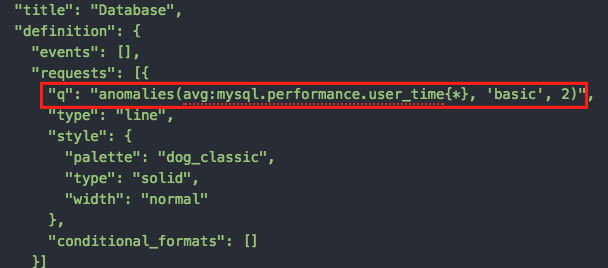 "title": "Database",
"definition": {
"events": [],
"requests": [{
"q": "anomalies(avg:mysql.performance.user_time{*}, 'basic', 2)",
"type": "line",
"style": {
"palette": "dog_classic",
"type": "solid",
"width": "normal"
},
"conditional_formats": []
}]